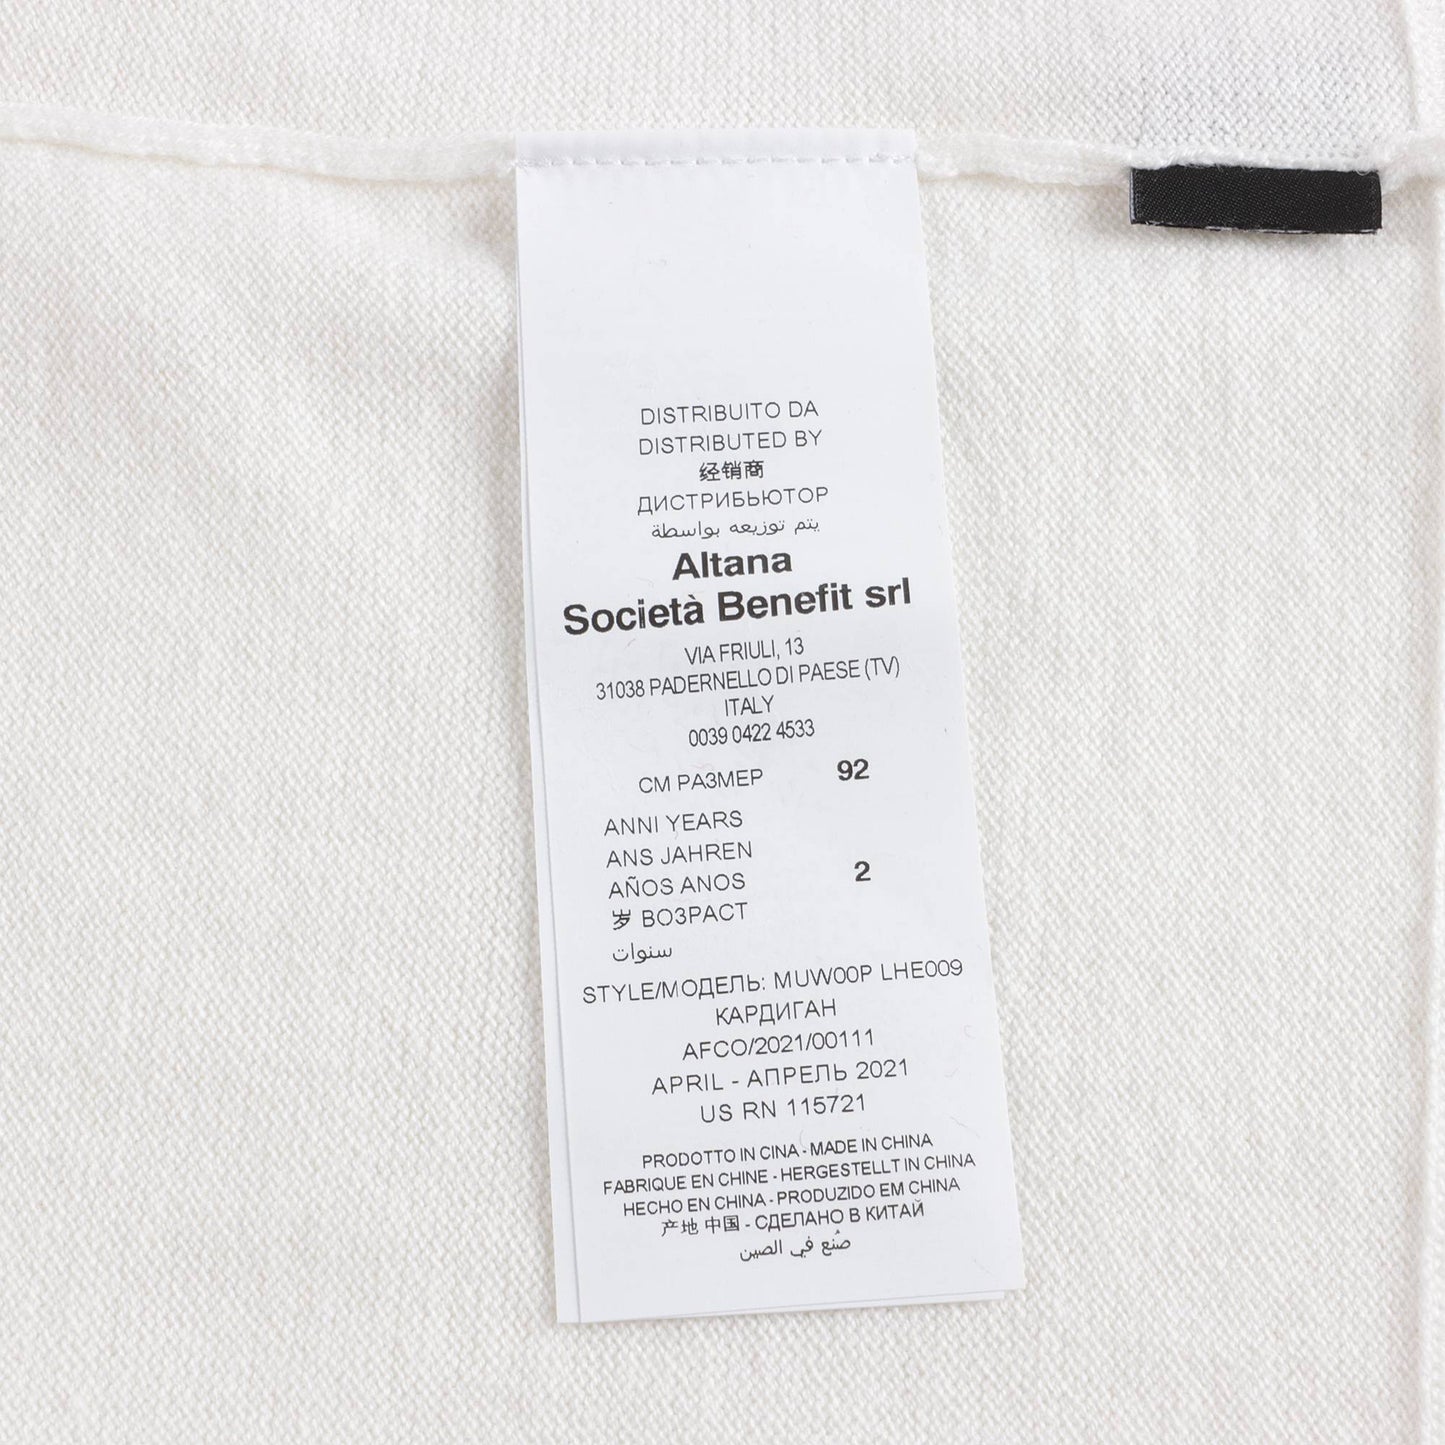 DISTRIBUITO DA
DISTRIBUTED BY
经销商
ДИСТРИБЬЮТОР
يتم توزيعه بواسطة
Altana
Società Benefit srl
VIA FRIULI, 13
31038 PADERNELLO DI PAESE (TV)
ITALY
0039 0422 4533
СМ РАЗМЕР 92
ANNI YEARS
ANS JAHREN
AÑOS ANOS 2
岁 ВОЗРАСТ
سنوات
STYLE/МОДЕЛЬ: MUW00P LHE009
КАРДИГАН
AFCO/2021/00111
APRIL - АПРЕЛЬ 2021
US RN 115721
PRODOTTO IN CINA - MADE IN CHINA
FABRIQUE EN CHINE - HERGESTELLT IN CHINA
HECHO EN CHINA - PRODUZIDO EM CHINA
产地 中国 - СДЕЛАНО В КИТАЙ
صُنع في الصين